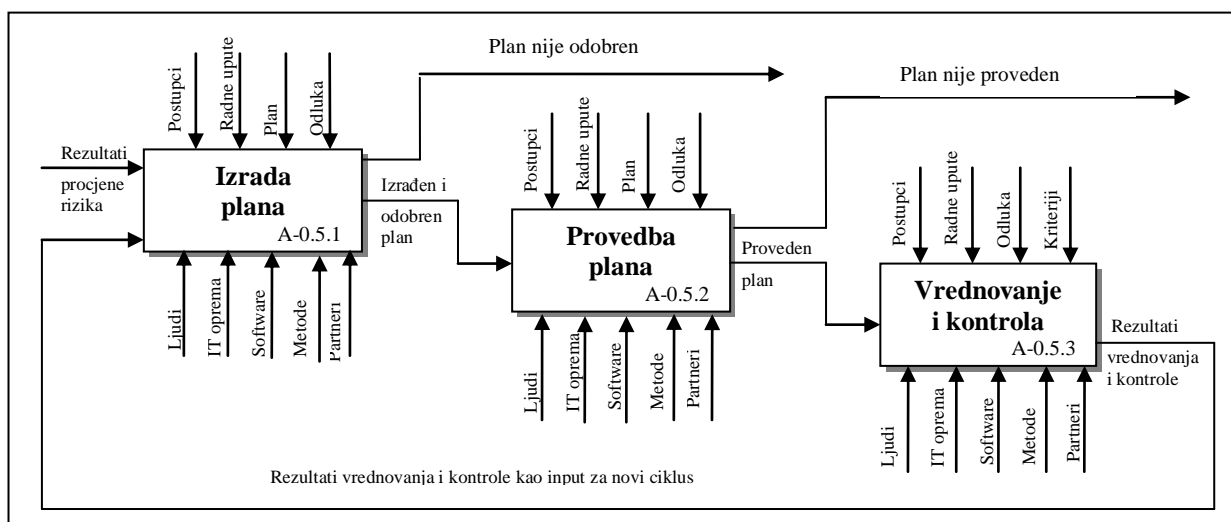 Plan nije odobren
Plan nije proveden
Postupci
Radne upute
Plan
Odluka
Rezultati
procjene
rizika
Izrada
plana
A-0.5.1
Izrađen i
odobren
plan
Ljudi
IT oprema
Software
Metode
Partneri
Postupci
Radne upute
Plan
Odluka
Provedba
plana
A-0.5.2
Proveden
plan
Ljudi
IT oprema
Software
Metode
Partneri
Postupci
Radne upute
Odluka
Kriteriji
Vrednovanje
i kontrola
A-0.5.3
Rezultati
vrednovanja
i kontrole
Ljudi
IT oprema
Software
Metode
Partneri
Rezultati vrednovanja i kontrole kao input za novi ciklus